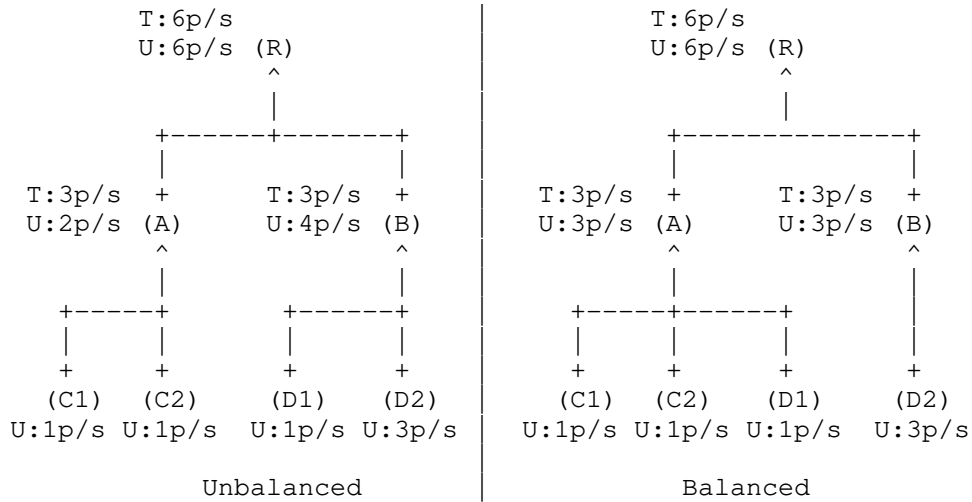 T:6p/s T:6p/s
U:6p/s (R) U:6p/s (R)
T:3p/s T:3p/s T:3p/s T:3p/s
U:2p/s (A) U:4p/s (B) U:3p/s (A) U:3p/s (B)
(C1) (C2) (D1) (D2) (C1) (C2) (D1) (D2)
U:1p/s U:1p/s U:1p/s U:3p/s U:1p/s U:1p/s U:1p/s U:3p/s
Unbalanced Balanced